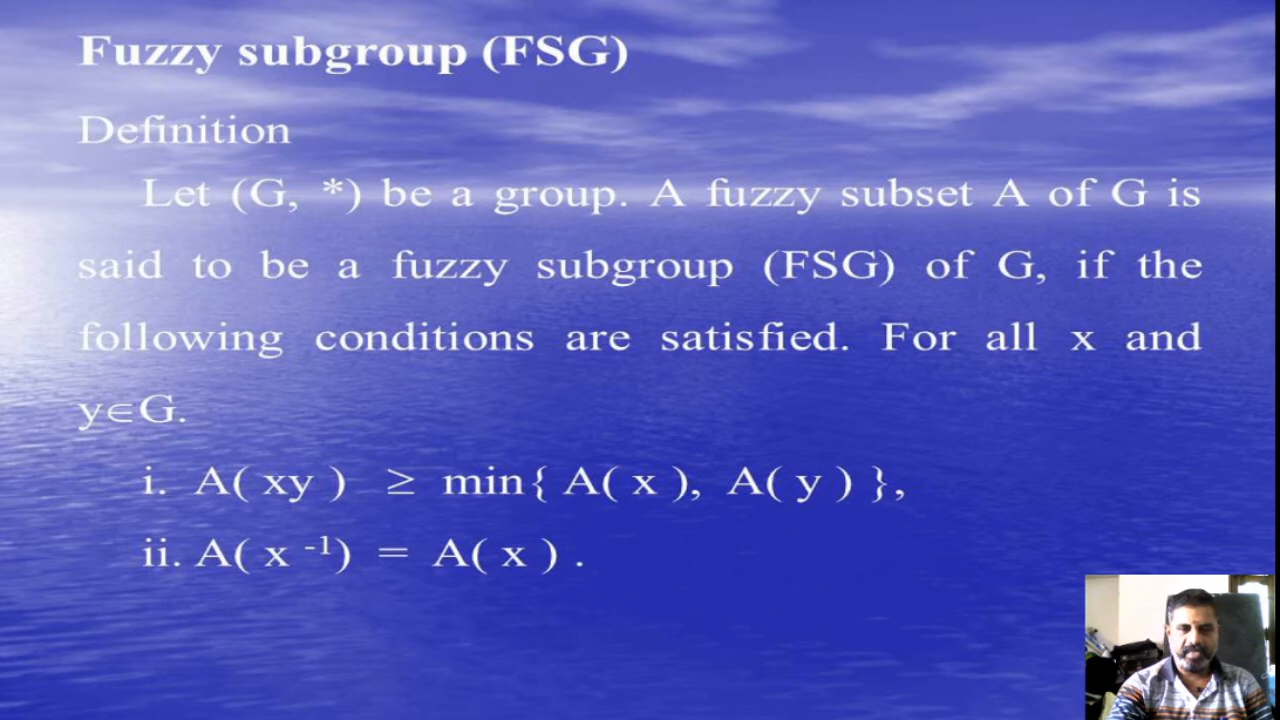 Fuzzy subgroup (FSG)
Definition
Let (G, *) be a group. A fuzzy subset A of G is
said to be a fuzzy subgroup (FSG) of G, if the
following conditions are satisfied. For all x and
y∈G.
i. A( xy ) ≥ min{ A( x ), A( y ) },
ii. A( x ⁻¹) = A( x ) .